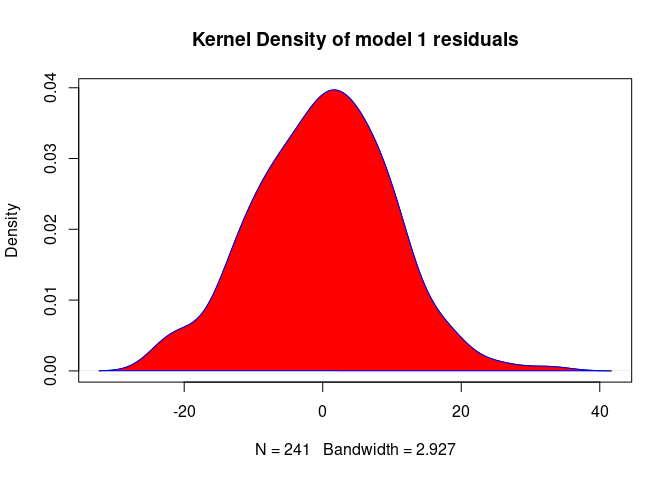 Kernel Density of model 1 residuals
Density
0.04
0.03
0.02
0.01
0.00
-20 0 20 40
N = 241 Bandwidth = 2.927